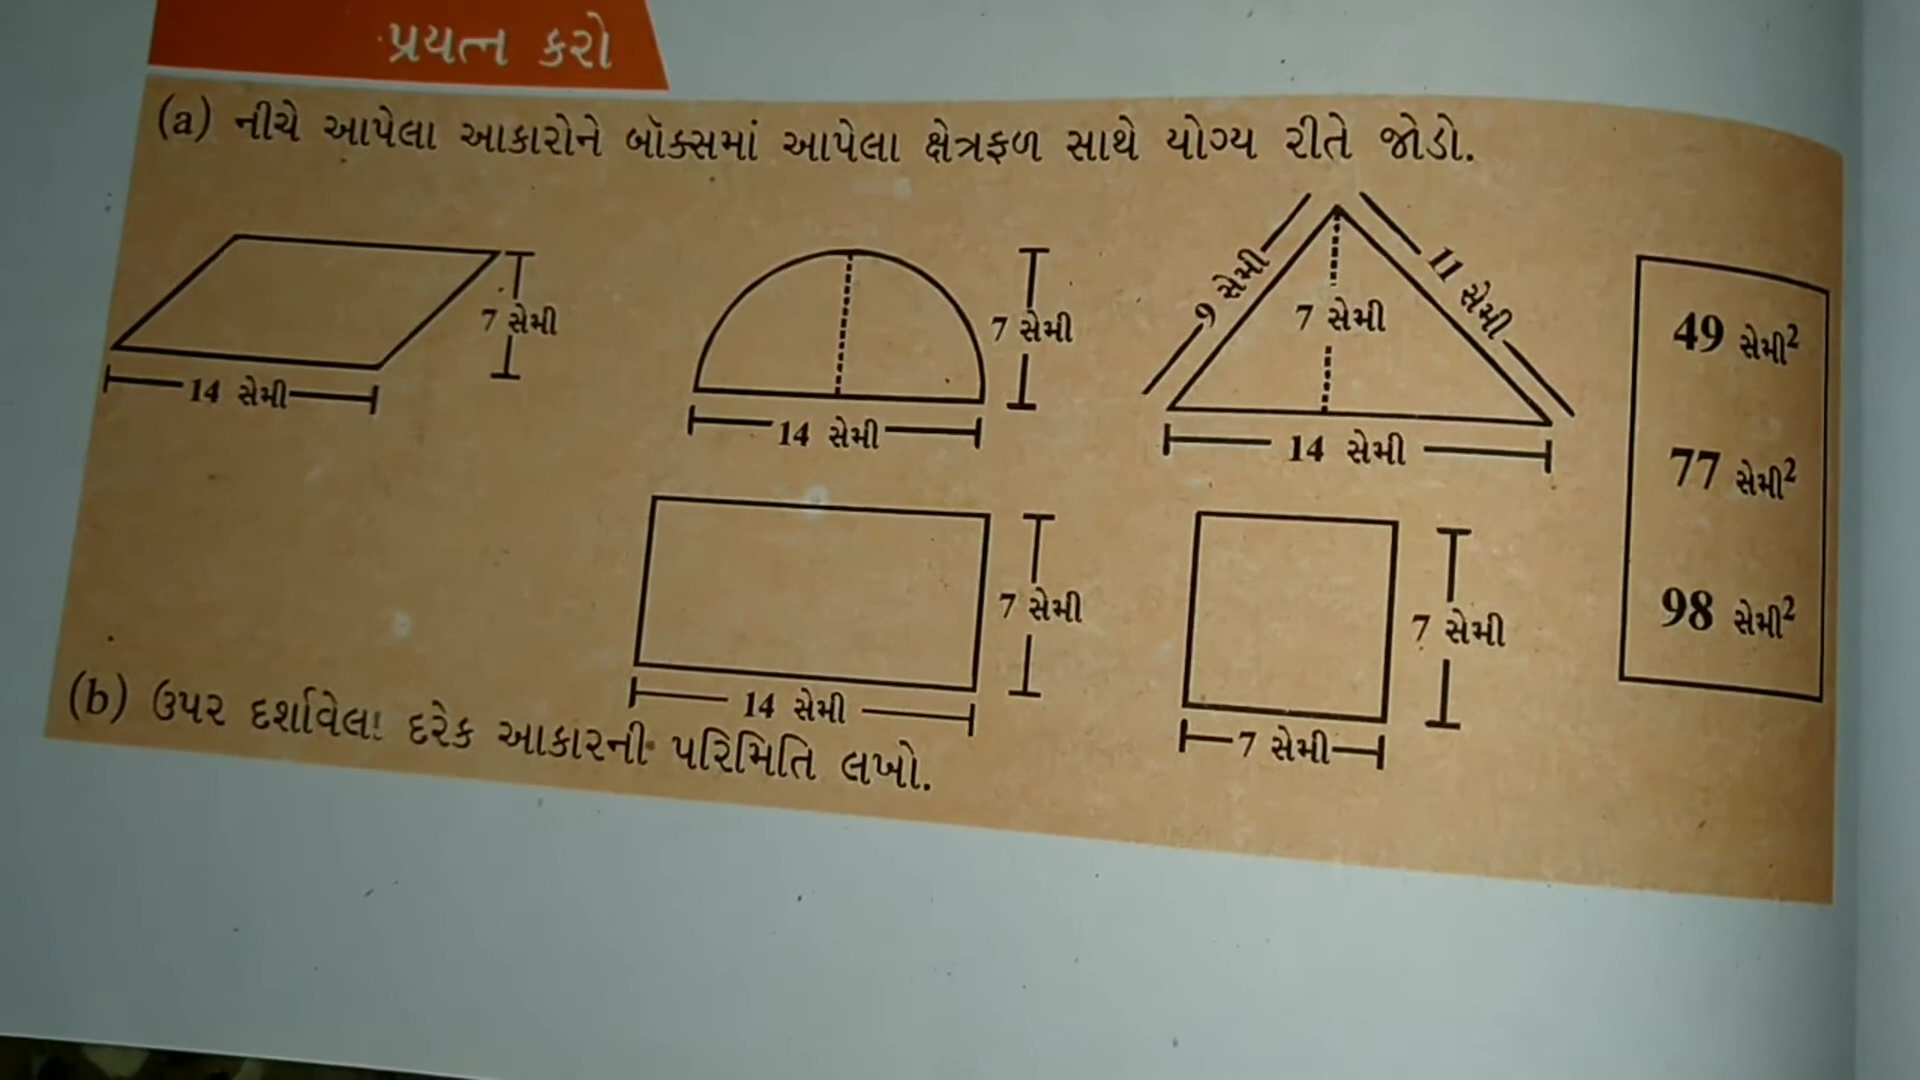 પ્રયત્ન કરો
(a) નીચે આપેલા આકારોને બૉક્સમાં આપેલા ક્ષેત્રફળ સાથે યોગ્ય રીતે જોડો.
7 સેમી
14 સેમી
7 સેમી
14 સેમી
9 સેમી
11 સેમી
7 સેમી
14 સેમી
49 સેમી²
77 સેમી²
98 સેમી²
7 સેમી
14 સેમી
7 સેમી
7 સેમી
(b) ઉપર દર્શાવેલા દરેક આકારની પરિમિતિ લખો.